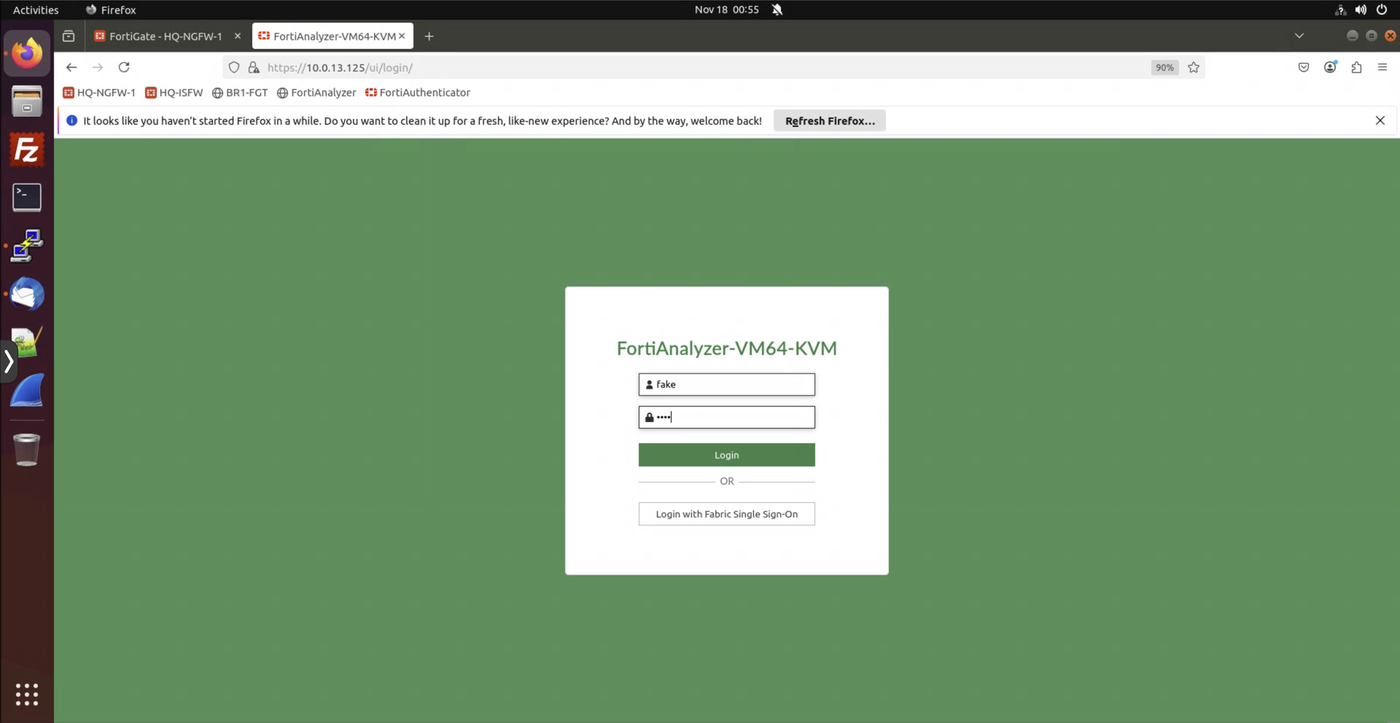 Activities Firefox Nov 18 00:55
FortiGate - HQ-NGFW-1 FortiAnalyzer-VM64-KVM
https://10.0.13.125/ui/login/ 90%
HQ-NGFW-1 HQ-ISFW BR1-FGT FortiAnalyzer FortiAuthenticator
It looks like you haven't started Firefox in a while. Do you want to clean it up for a fresh, like-new experience? And by the way, welcome back! Refresh Firefox...
FortiAnalyzer-VM64-KVM
fake
••••
Login
OR
Login with Fabric Single Sign-On